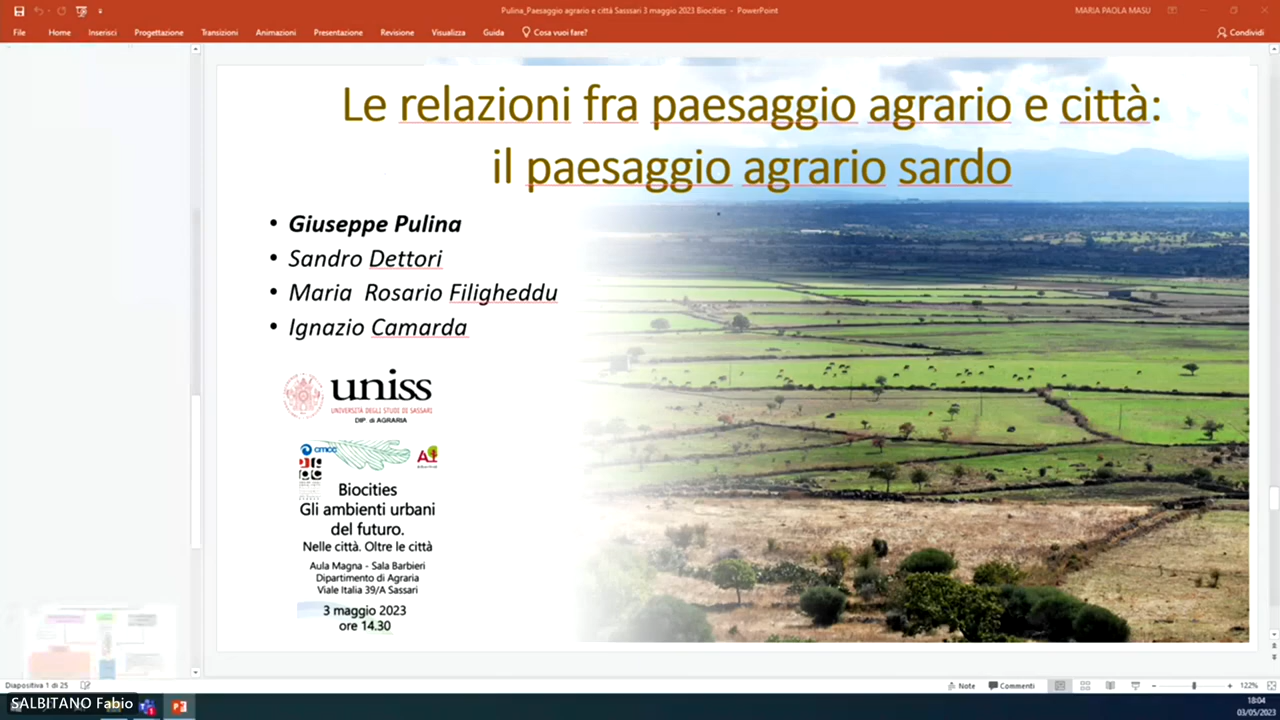 Pulina_Paesaggio agrario e città Sasssari 3 maggio 2023 Biocities - PowerPoint
MARIA PAOLA MASU
File Home Inserisci Progettazione Transizioni Animazioni Presentazione Revisione Visualizza Guida Cosa vuoi fare? Condividi
Le relazioni fra paesaggio agrario e città:
il paesaggio agrario sardo
• Giuseppe Pulina
• Sandro Dettori
• Maria Rosario Filigheddu
• Ignazio Camarda
uniss
UNIVERSITÀ DEGLI STUDI DI SASSARI
DIP di AGRARIA
cmcc
Biocities
Gli ambienti urbani
del futuro.
Nelle città. Oltre le città
Aula Magna - Sala Barbieri
Dipartimento di Agraria
Viale Italia 39/A Sassari
3 maggio 2023
ore 14.30
Diapositiva 1 di 25
Note Commenti 122%
SALBITANO Fabio
18:04
03/05/2023